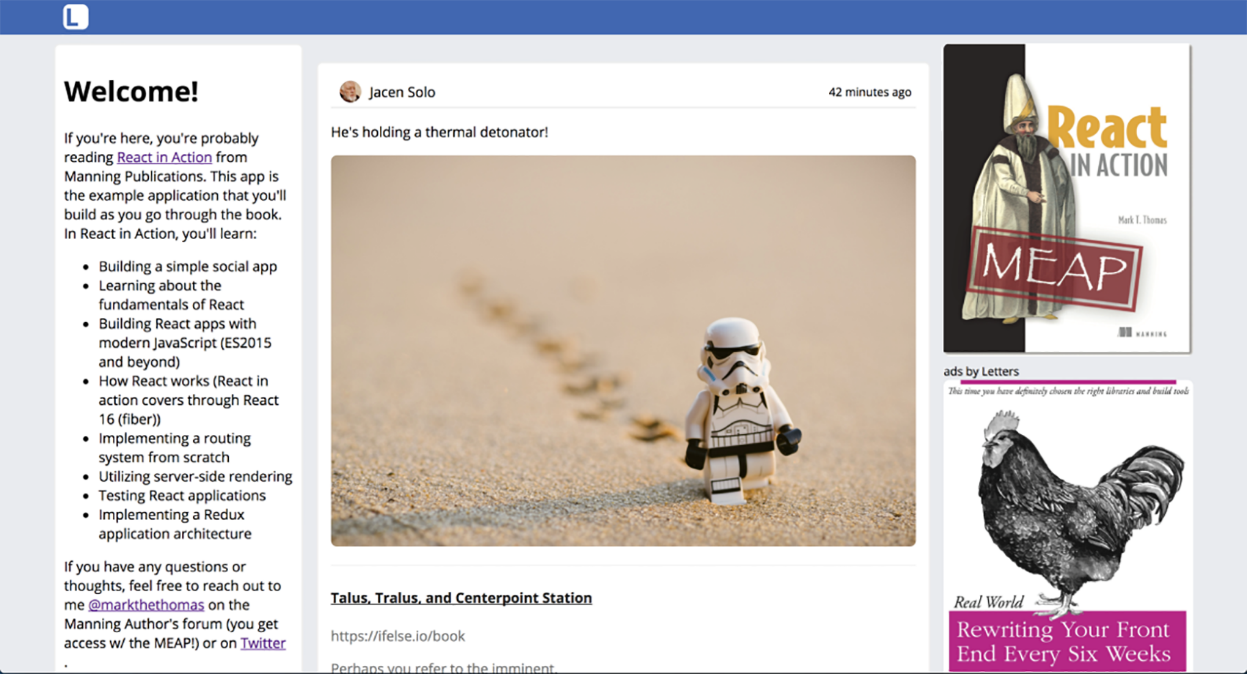 L
Welcome!
If you're here, you're probably
reading React in Action from
Manning Publications. This app is
the example application that you'll
build as you go through the book.
In React in Action, you'll learn:
Building a simple social app
Learning about the
fundamentals of React
Building React apps with
modern JavaScript (ES2015
and beyond)
How React works (React in
action covers through React
16 (fiber))
Implementing a routing
system from scratch
Utilizing server-side rendering
Testing React applications
Implementing a Redux
application architecture
If you have any questions or
thoughts, feel free to reach out to
me @markthethomas on the
Manning Author's forum (you get
access w/ the MEAP!) or on Twitter
.
Jacen Solo
42 minutes ago
He's holding a thermal detonator!
Talus, Tralus, and Centerpoint Station
https://ifelse.io/book
Perhaps you refer to the imminent.
React
IN ACTION
Mark T. Thomas
MEAP
MANNING
ads by Letters
This time you have definitely chosen the right libraries and build tools
Real World
Rewriting Your Front
End Every Six Weeks